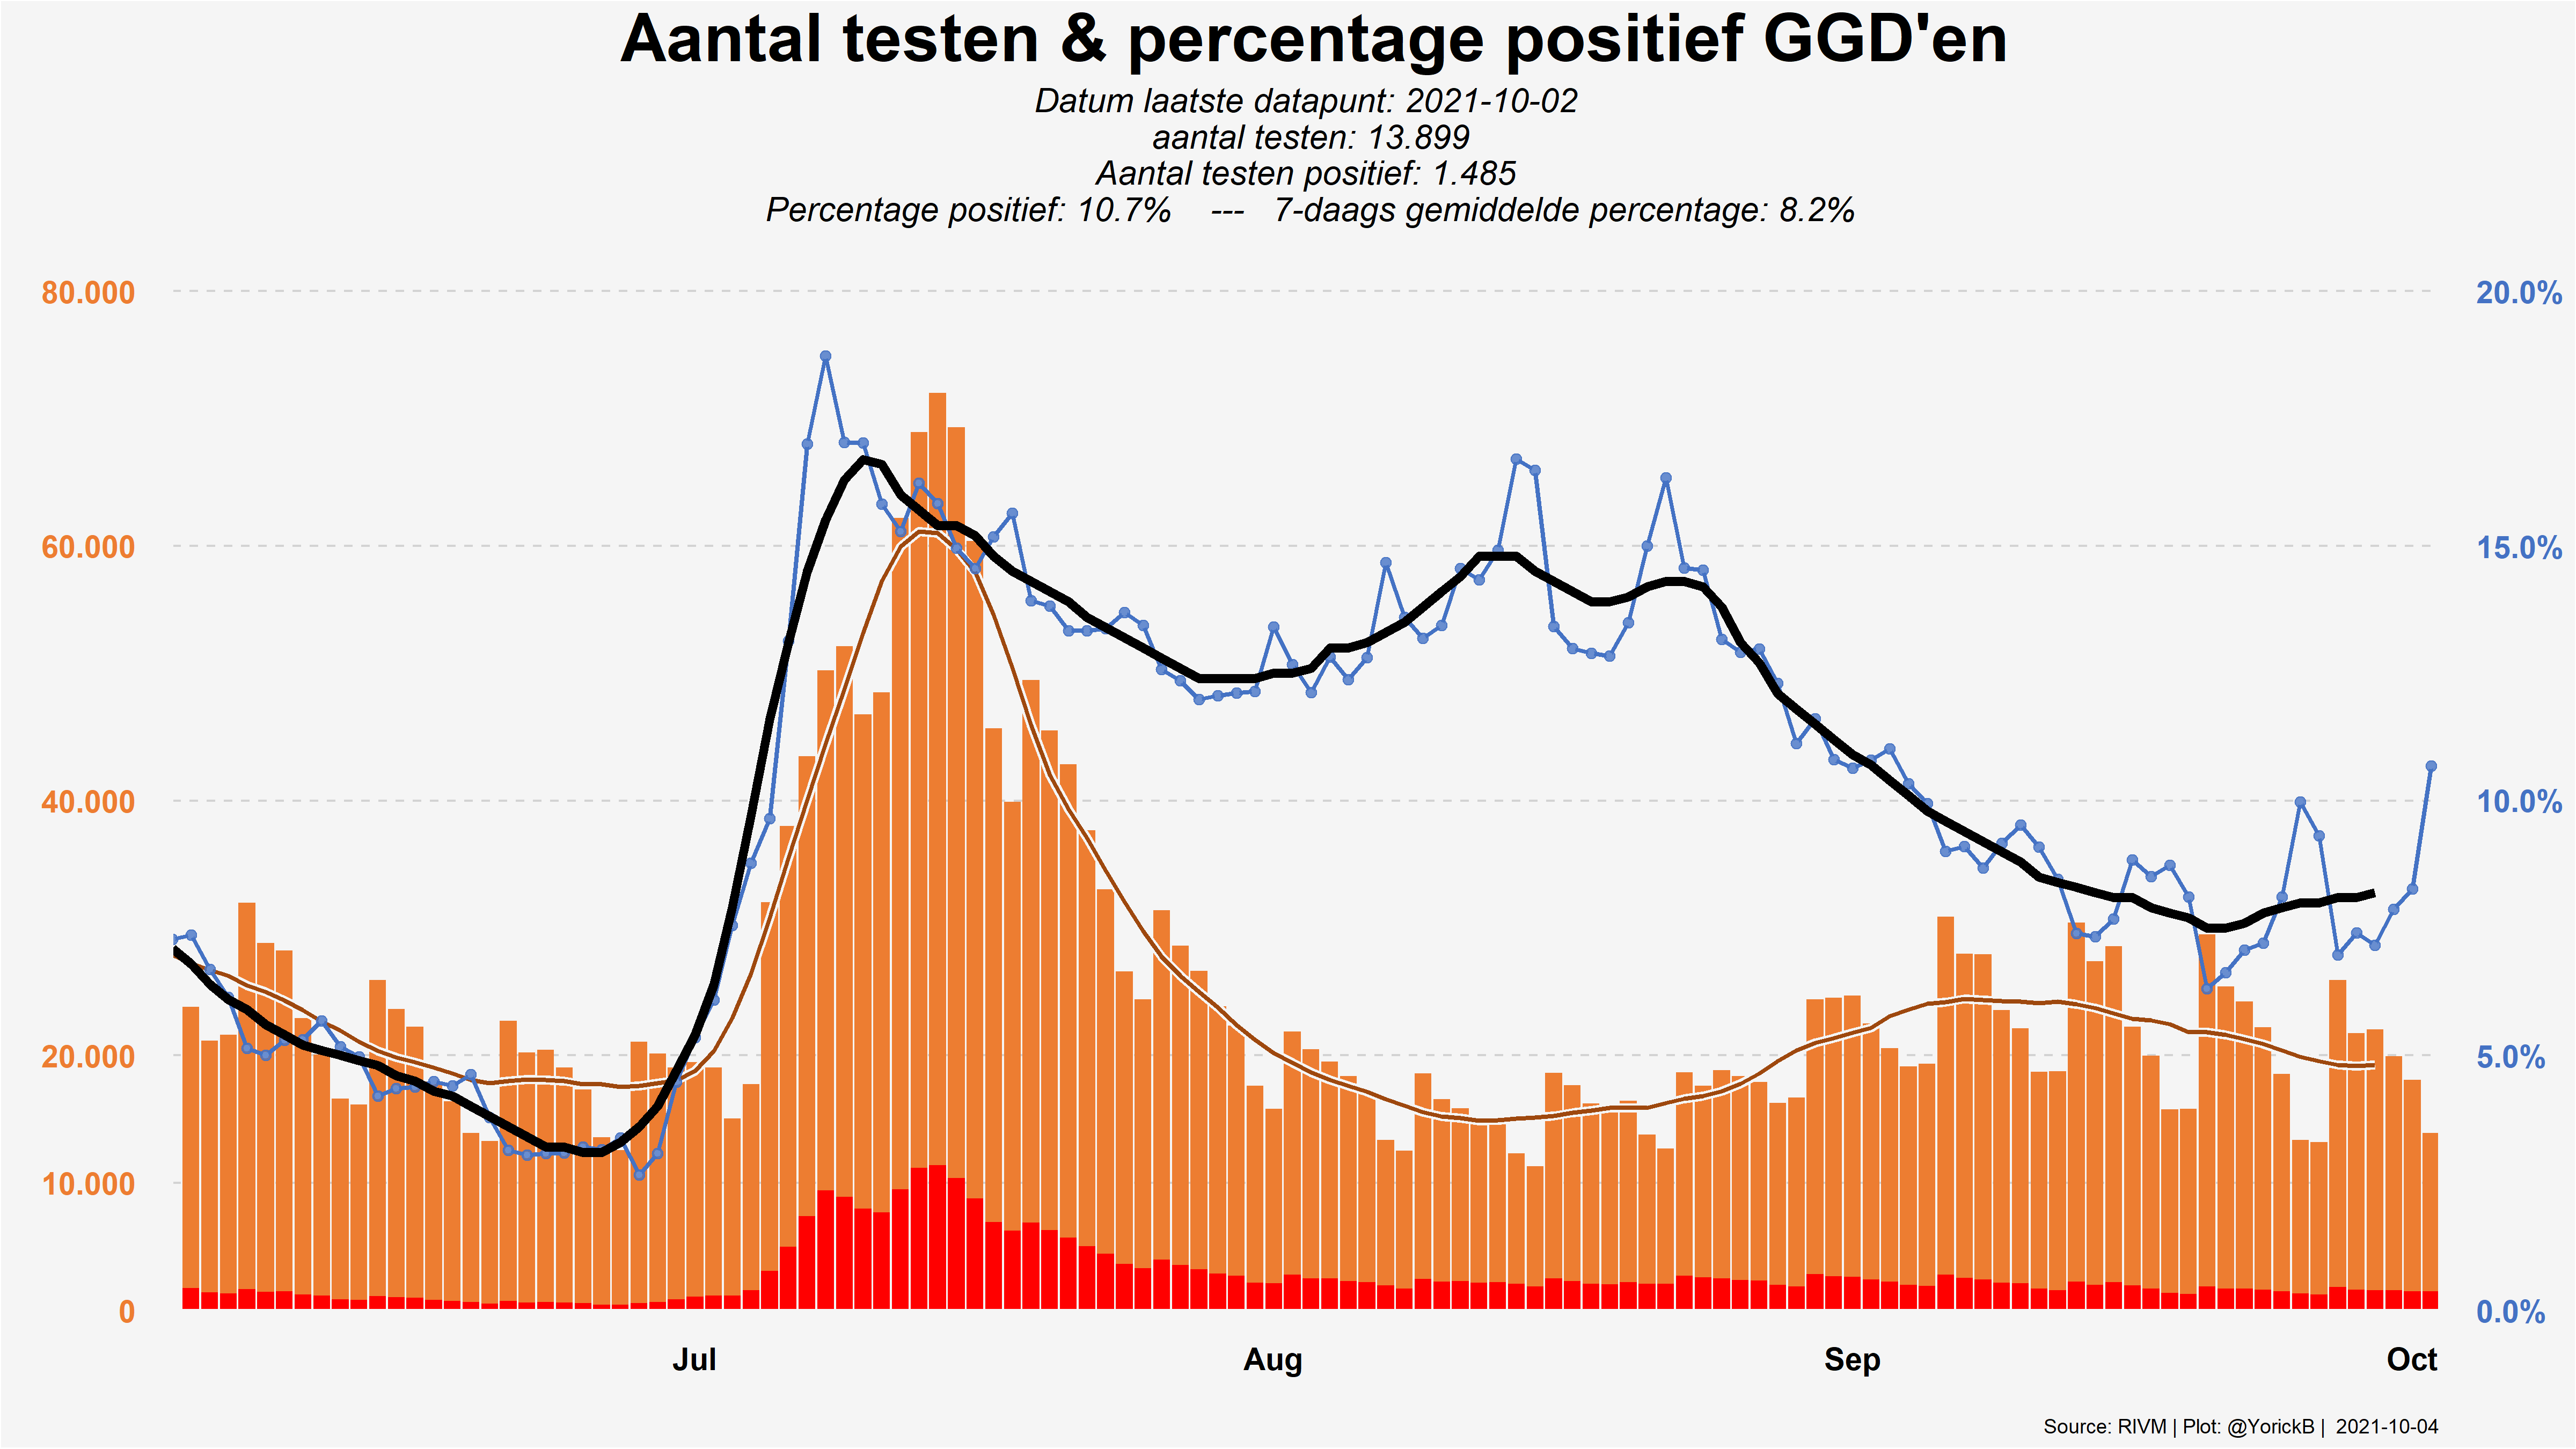 Aantal testen & percentage positief GGD'en
Datum laatste datapunt: 2021-10-02
aantal testen: 13.899
Aantal testen positief: 1.485
Percentage positief: 10.7% --- 7-daags gemiddelde percentage: 8.2%
80.000 20.0%
60.000 15.0%
40.000 10.0%
20.000 5.0%
10.000
0 0.0%
Jul Aug Sep Oct
Source: RIVM | Plot: @YorickB | 2021-10-04